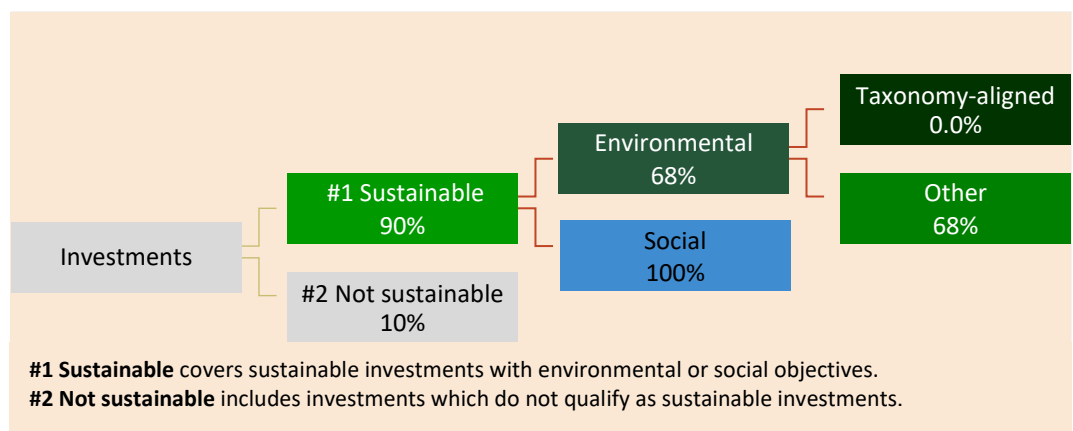 Investments
#1 Sustainable
90%
#2 Not sustainable
10%
Environmental
68%
Social
100%
Taxonomy-aligned
0.0%
Other
68%
#1 Sustainable covers sustainable investments with environmental or social objectives.
#2 Not sustainable includes investments which do not qualify as sustainable investments.